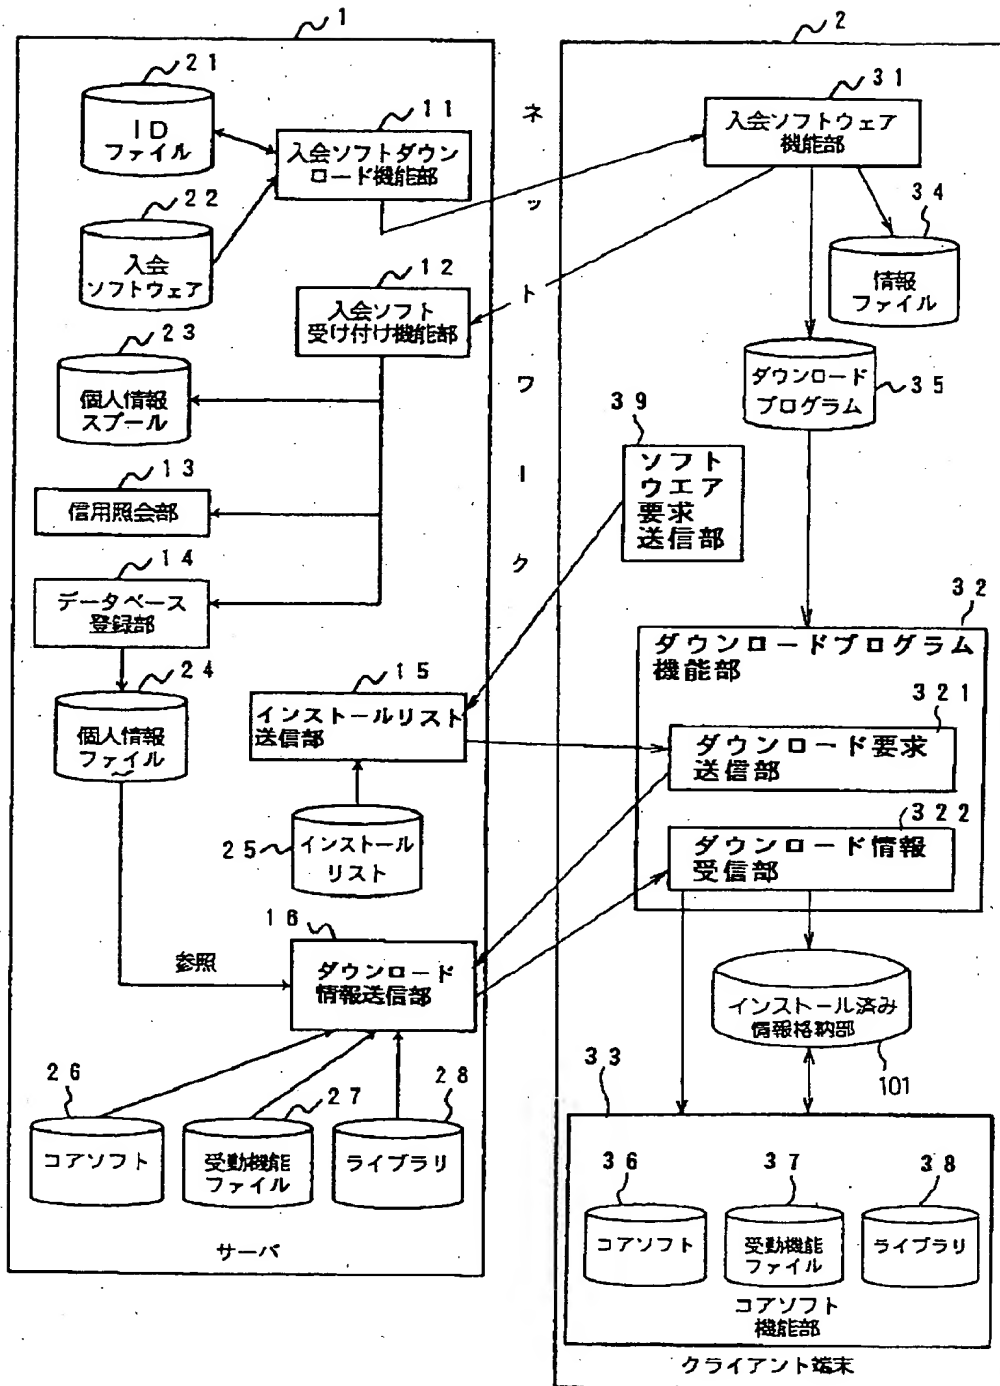 1
21
IDファイル
11
入会ソフトダウン
ロード機能部
22
入会
ソフトウェア
12
入会ソフト
受け付け機能部
23
個人情報
スプール
13
信用照会部
14
データベース
登録部
24
個人情報
ファイル
15
インストールリスト
送信部
25
インストール
リスト
16
参照
ダウンロード
情報送信部
26
コアソフト
27
受動機能
ファイル
28
ライブラリ
サーバ
ネットワーク
2
31
入会ソフトウェア
機能部
34
情報
ファイル
ダウンロード
プログラム
35
39
ソフト
ウエア
要求
送信部
32
ダウンロードプログラム
機能部
321
ダウンロード要求
送信部
322
ダウンロード情報
受信部
インストール済み
情報格納部
101
33
36
コアソフト
37
受動機能
ファイル
38
ライブラリ
コアソフト
機能部
クライアント端末